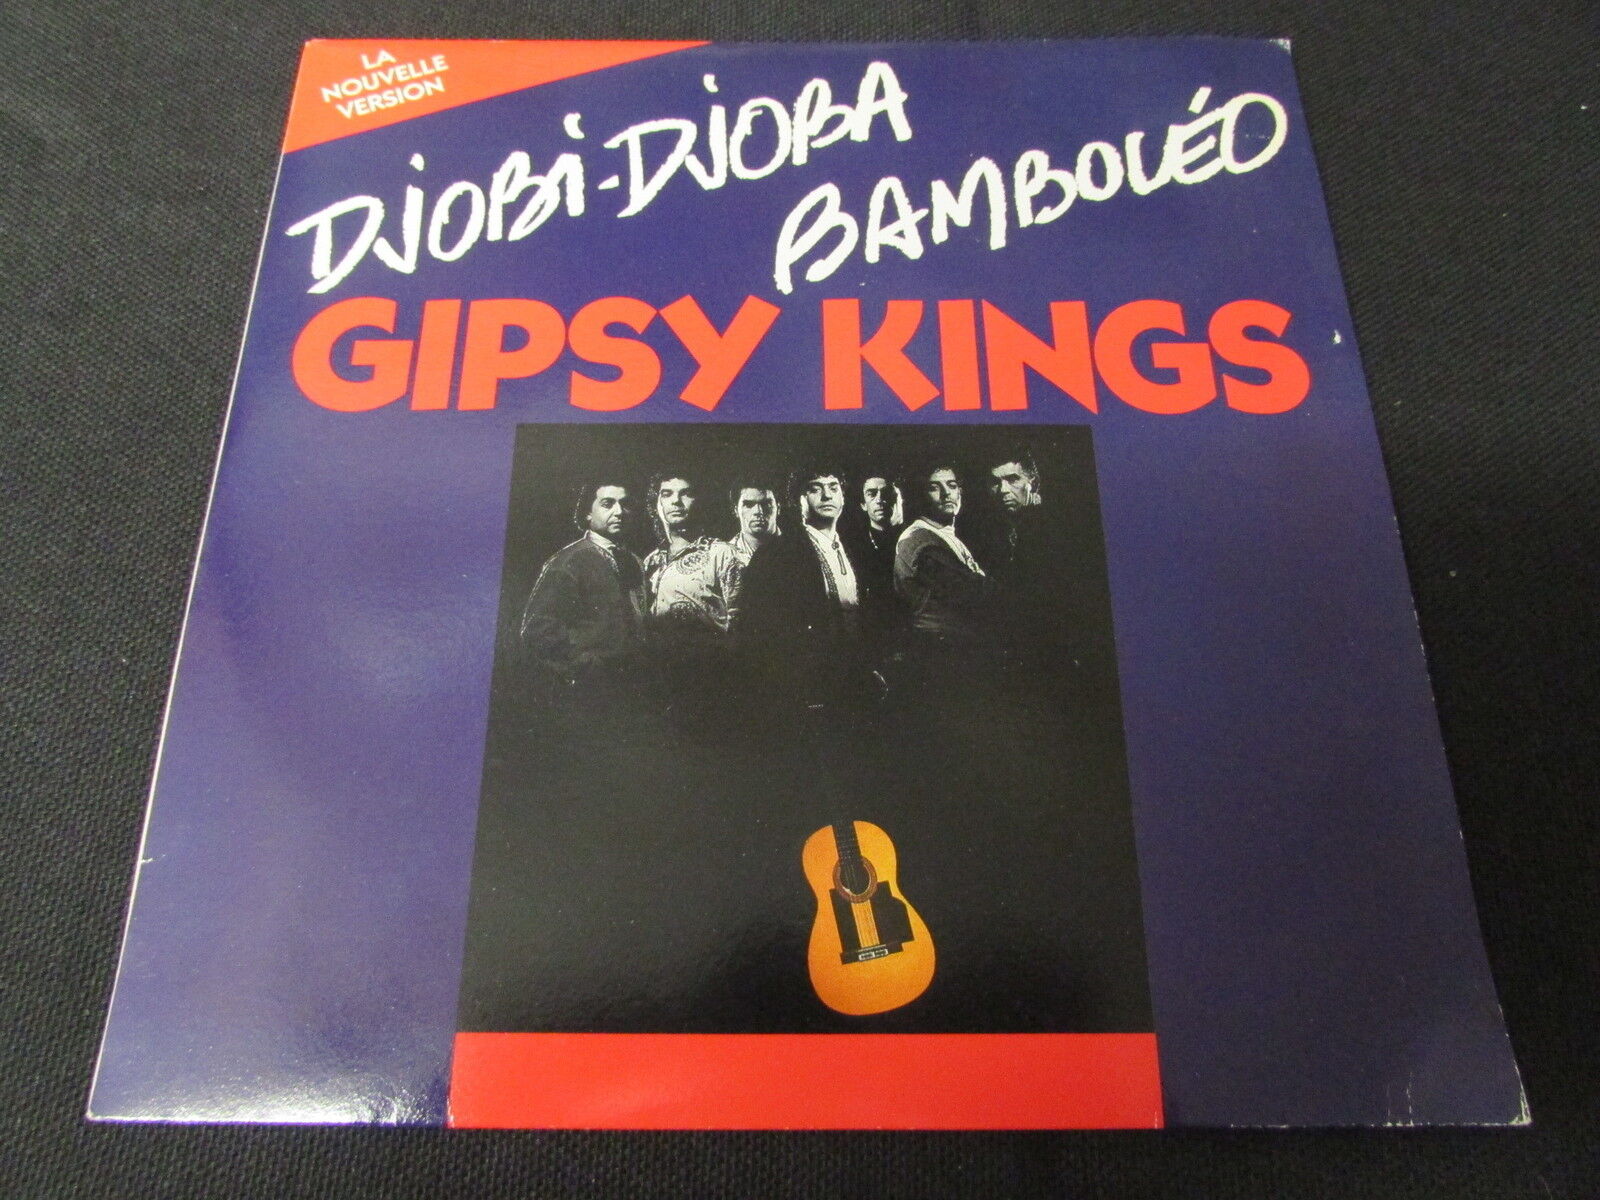 LA
NOUVELLE
VERSION
DJOBI-DJOBA
BAMBOLÉO
GIPSY KINGS